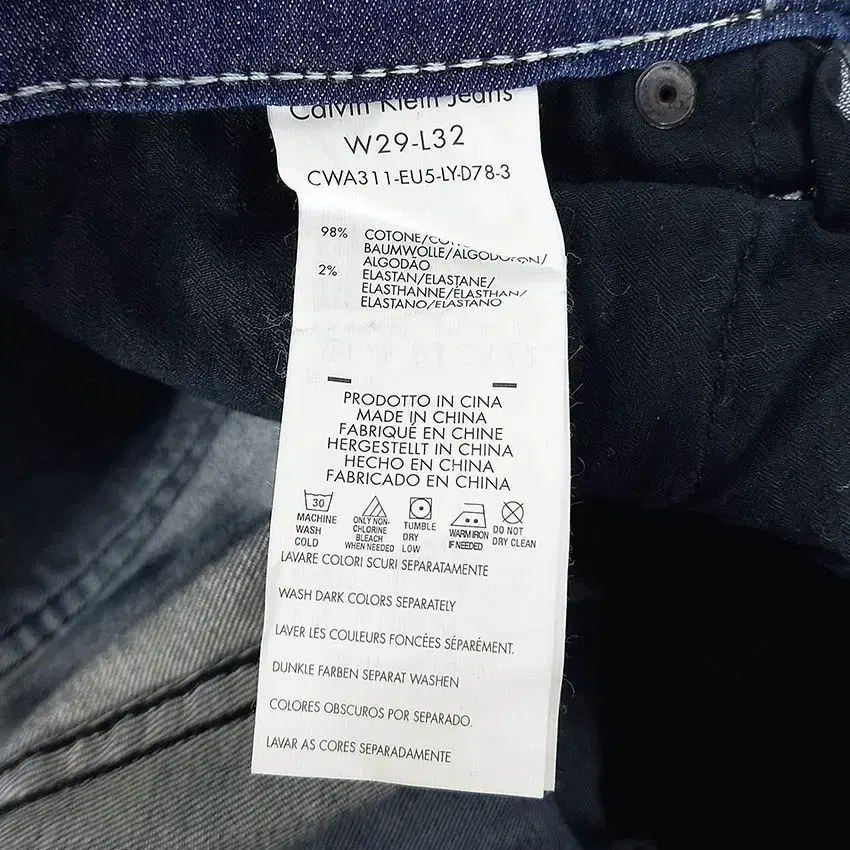 Calvin Klein Jeans
W29-L32
CWA311-EU5-LY-D78-3
98% COTONE/
BAUMWOLLE/ALGODOFON/
ALGODÃO
2% ELASTAN/ELASTANE/
ELASTHANNE/ÉLASTHAN/
ELASTANO/ELASTANO
PRODOTTO IN CINA
MADE IN CHINA
FABRIQUÉ EN CHINE
HERGESTELLT IN CHINA
HECHO EN CHINA
FABRICADO EN CHINA
30
MACHINE
WASH
COLD
ONLY NON-
CHLORINE
BLEACH
WHEN NEEDED
TUMBLE
DRY
LOW
WARM IRON
IF NEEDED
DO NOT
DRY CLEAN
LAVARE COLORI SCURI SEPARATAMENTE
WASH DARK COLORS SEPARATELY
LAVER LES COULEURS FONCÉES SÉPARÉMENT.
DUNKLE FARBEN SEPARAT WASHEN
COLORES OBSCUROS POR SEPARADO.
LAVAR AS CORES SEPARADAMENTE